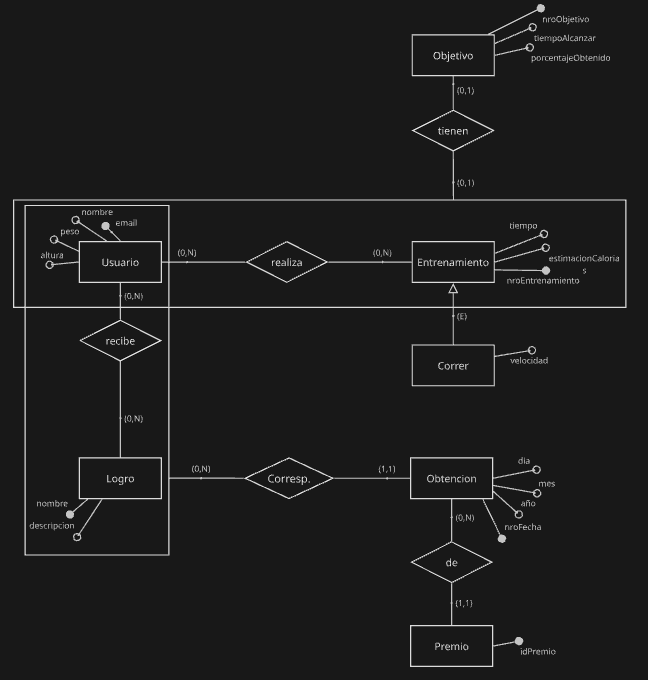 nroObjetivo
tiempoAlcanzar
porcentajeObtenido
Objetivo
(0,1)
tienen
(0,1)
nombre
email
peso
altura
Usuario
(0,N)
realiza
(0,N)
Entrenamiento
tiempo
estimacionCaloria
s
nroEntrenamiento
(0,N)
(E)
recibe
Correr
velocidad
(0,N)
Logro
nombre
descripcion
(0,N)
Corresp.
(1,1)
Obtencion
dia
mes
año
nroFecha
(0,N)
de
(1,1)
Premio
idPremio